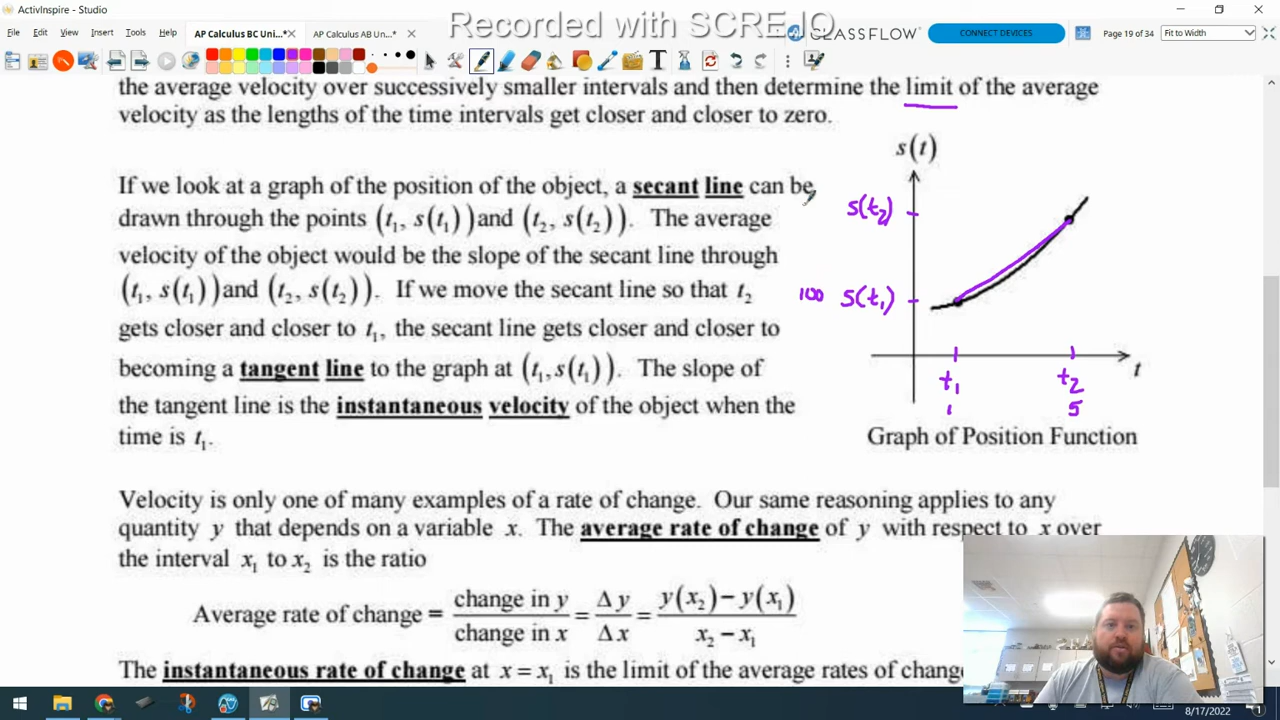 ActivInspire - Studio
Recorded with SCRE.IO
File Edit View Insert Tools Help
AP Calculus BC Uni...*
AP Calculus AB Un...*
CLASSFLOW
CONNECT DEVICES
Page 19 of 34
Fit to Width
the average velocity over successively smaller intervals and then determine the limit of the average
velocity as the lengths of the time intervals get closer and closer to zero.
If we look at a graph of the position of the object, a secant line can be
drawn through the points (t₁, s(t₁)) and (t₂, s(t₂)). The average
velocity of the object would be the slope of the secant line through
(t₁, s(t₁)) and (t₂, s(t₂)). If we move the secant line so that t₂
gets closer and closer to t₁, the secant line gets closer and closer to
becoming a tangent line to the graph at (t₁, s(t₁)). The slope of
the tangent line is the insantaneous velocity of the object when the
time is t₁.
s(t)
s(t₂)
100 s(t₁)
t
t₁ t₂
1 5
Graph of Position Function
Velocity is only one of many examples of a rate of change. Our same reasoning applies to any
quantity y that depends on a variable x. The average rate of change of y with respect to x over
the interval x₁ to x₂ is the ratio
Average rate of change = change in y / change in x = Δy / Δx = y(x₂) − y(x₁) / x₂ − x₁
The instantaneous rate of change at x = x₁ is the limit of the average rates of change
8/17/2022